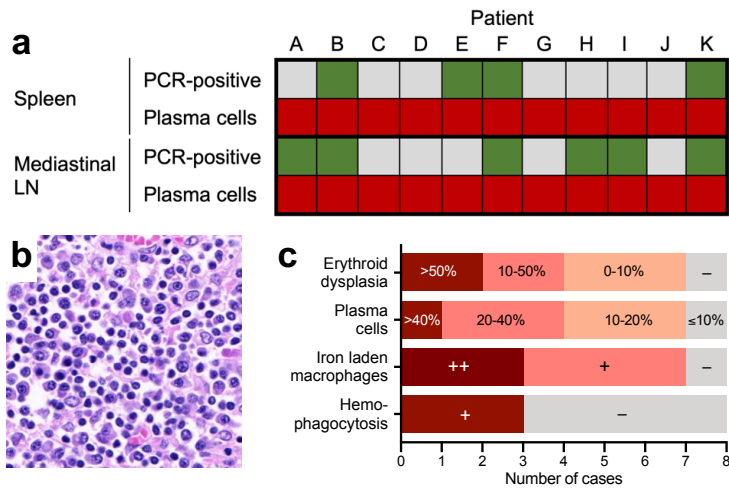 a
Patient
A B C D E F G H I J K
Spleen
PCR-positive
Plasma cells
Mediastinal
LN
PCR-positive
Plasma cells
b
c
Erythroid
dysplasia
>50% 10-50% 0-10% –
Plasma
cells
>40% 20-40% 10-20% ≤10%
Iron laden
macrophages
++ + –
Hemo-
phagocytosis
+ –
0 1 2 3 4 5 6 7 8
Number of cases